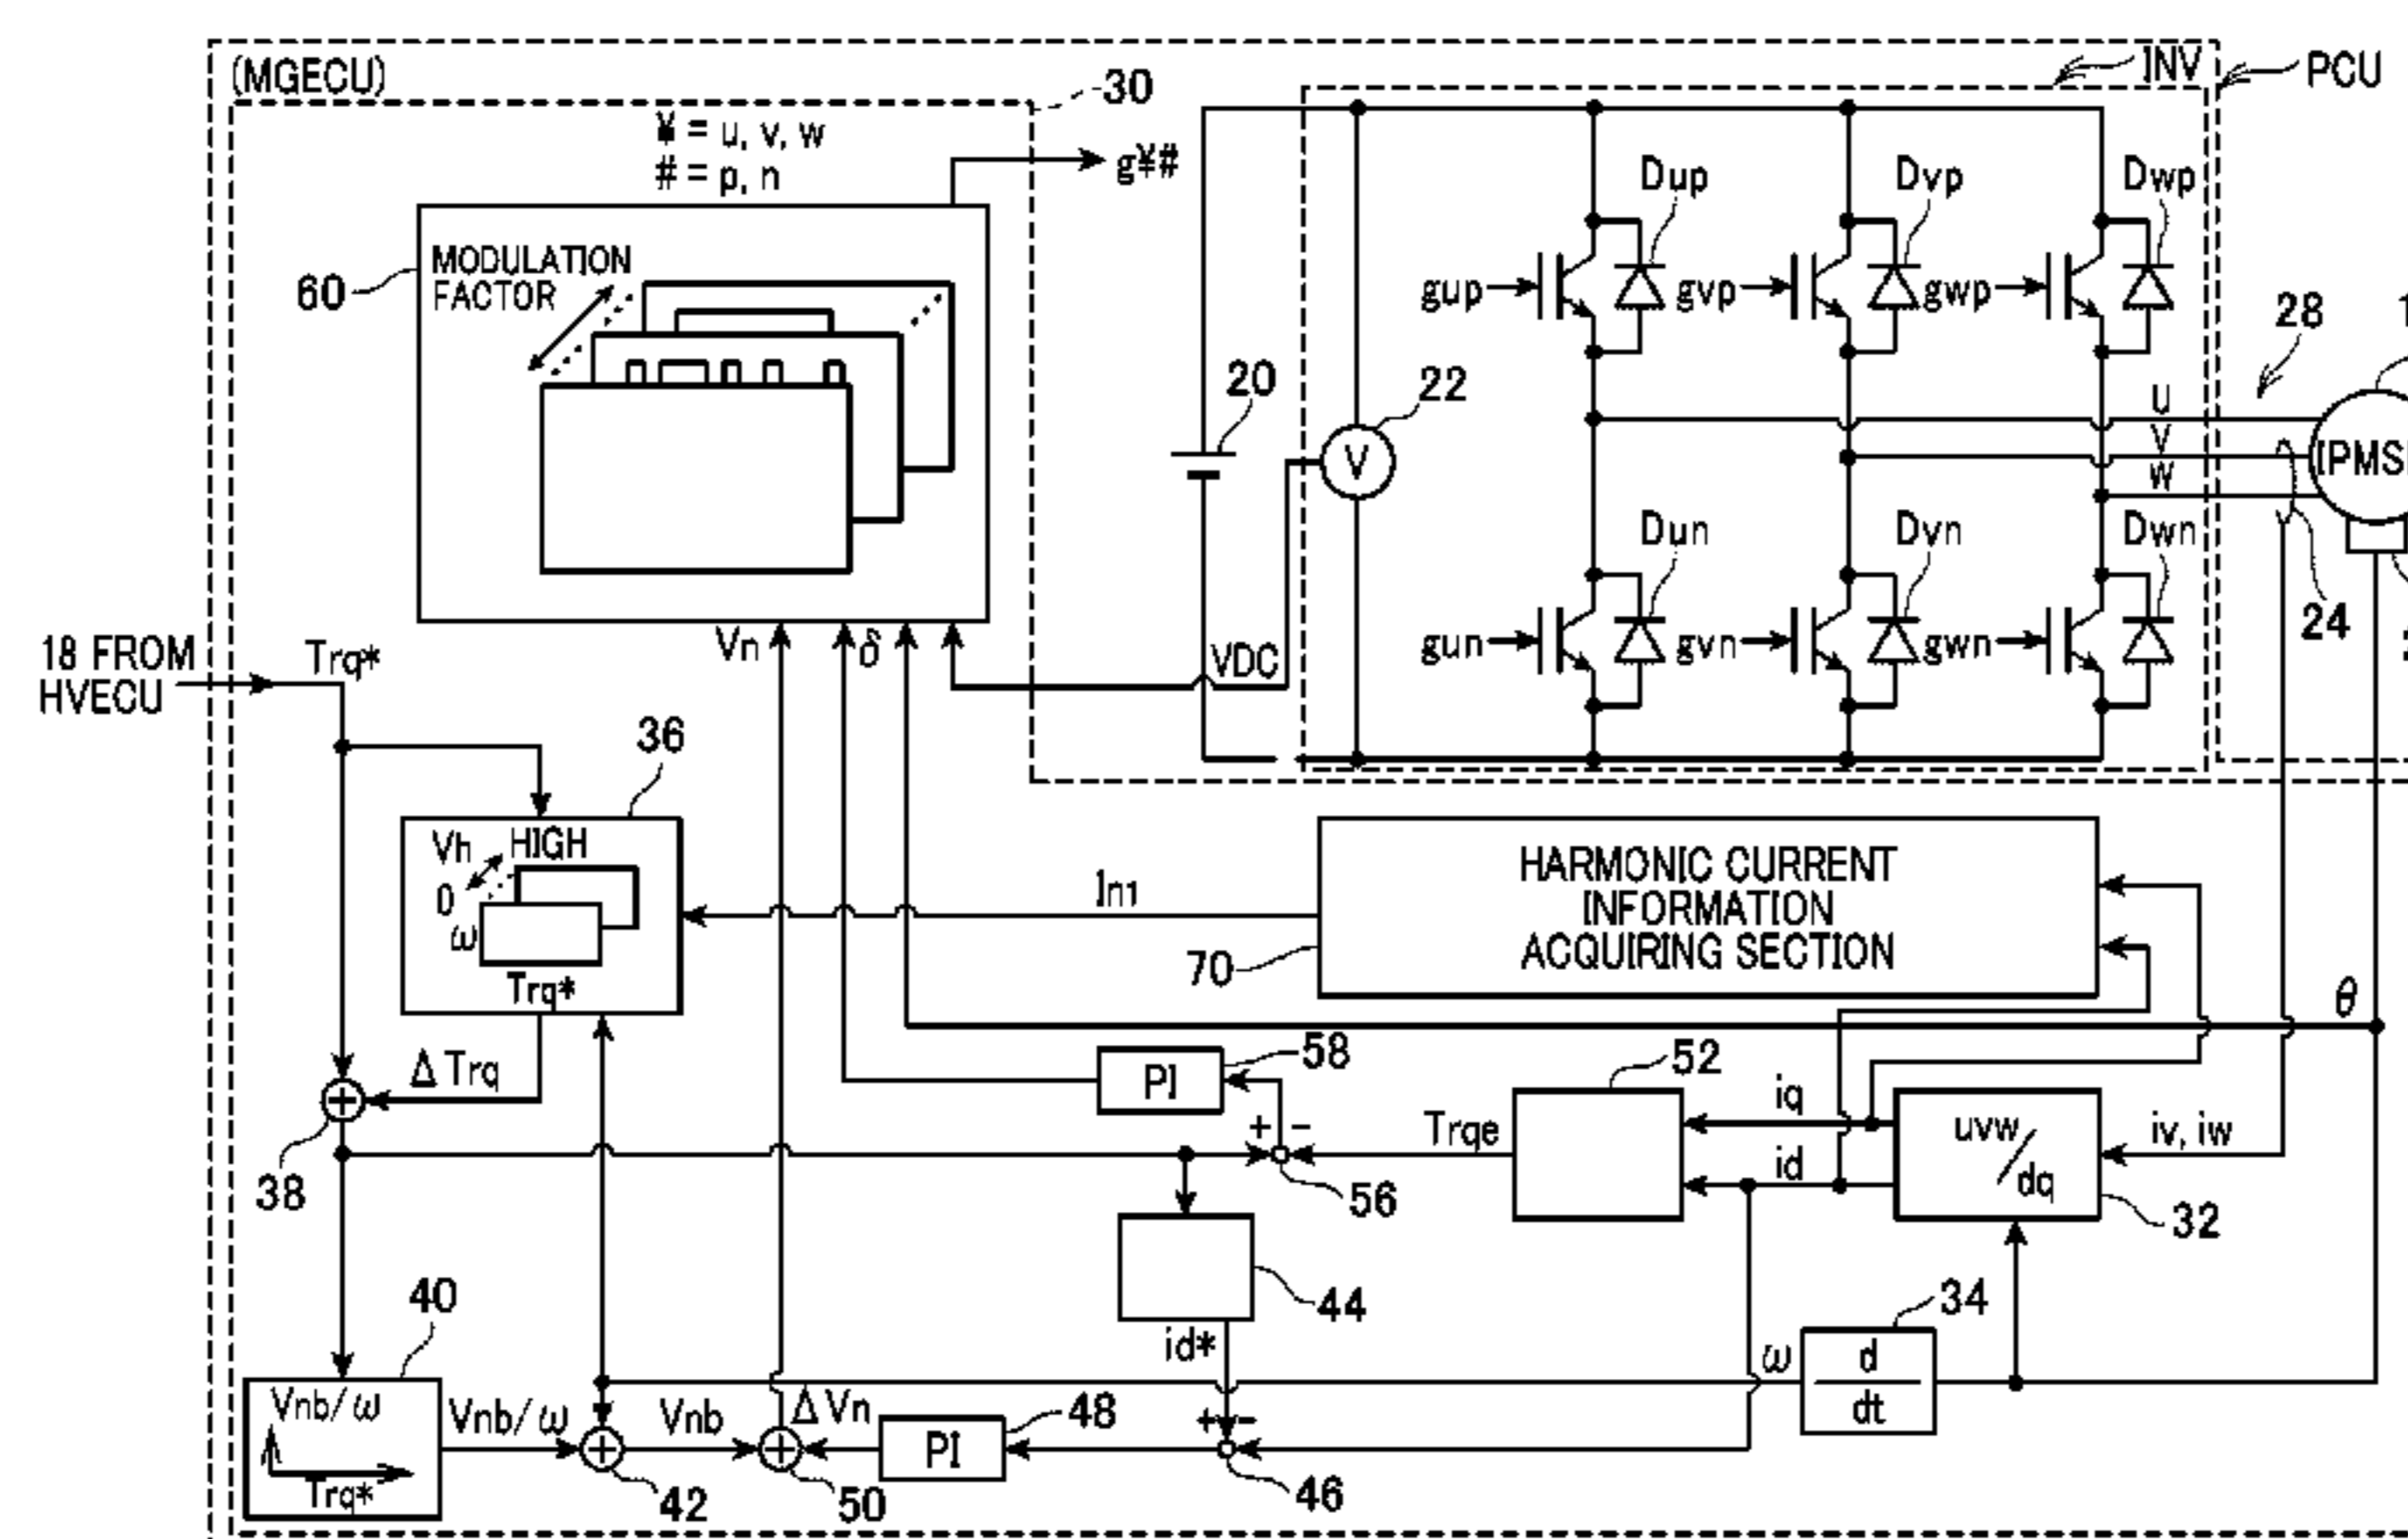 (MGECU)
30
INV
PCU
¥ = u, v, w
# = p, n
g¥#
Dup
Dvp
Dwp
MODULATION
FACTOR
60
gup
gvp
gwp
28
20
22
V
U
V
W
24
Dun
Dvn
Dwn
gun
gvn
gwn
18 FROM
HVECU
Trq*
Vn
δ
VDC
36
Vh
HIGH
0
ω
Trq*
In1
HARMONIC CURRENT
INFORMATION
ACQUIRING SECTION
70
θ
Δ Trq
38
58
PI
52
+ -
Trqe
56
iq
id
uvw
/
dq
iv, iw
32
44
id*
34
ω
d
dt
40
Vnb/ω
Trq*
Vnb/ω
42
Vnb
50
Δ Vn
PI
48
+ -
46